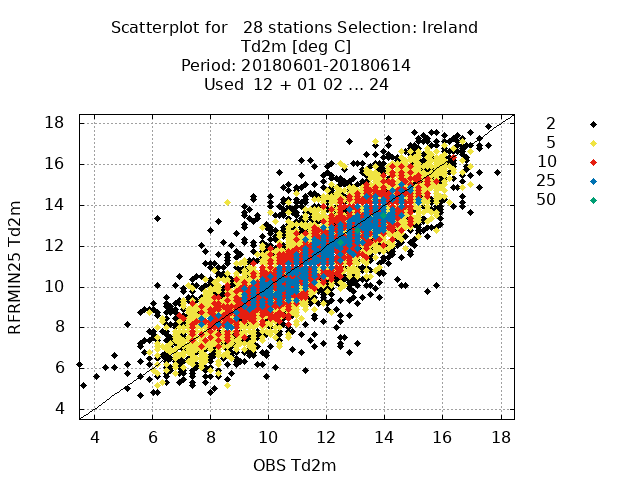 Scatterplot for   28 stations Selection: Ireland
Td2m [deg C]
Period: 20180601-20180614
Used  12 + 01 02 ... 24
2
5
10
25
50
18
16
14
12
10
8
6
4
RFRMIN25 Td2m
4 6 8 10 12 14 16 18
OBS Td2m